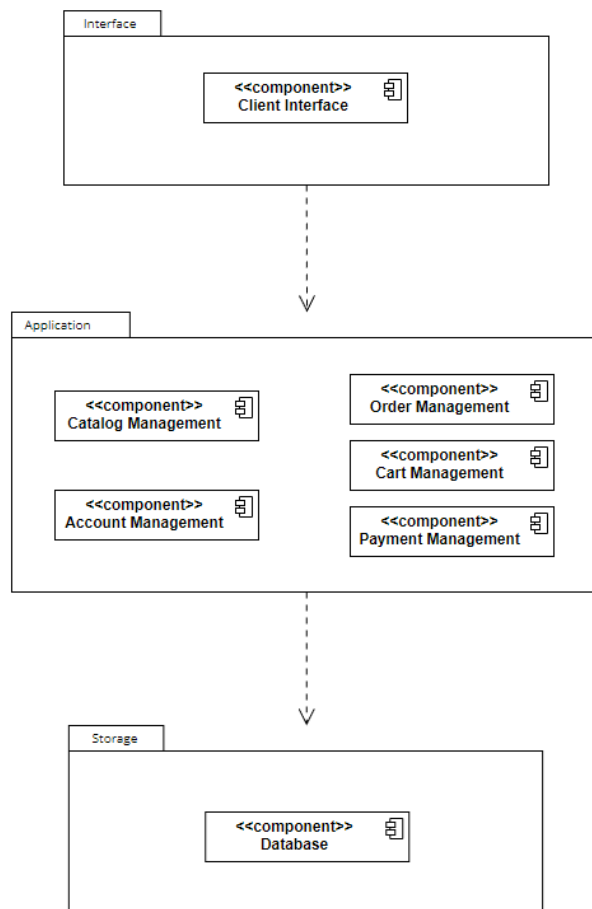 Interface
<<component>>
Client Interface
Application
<<component>>
Catalog Management
<<component>>
Account Management
<<component>>
Order Management
<<component>>
Cart Management
<<component>>
Payment Management
Storage
<<component>>
Database